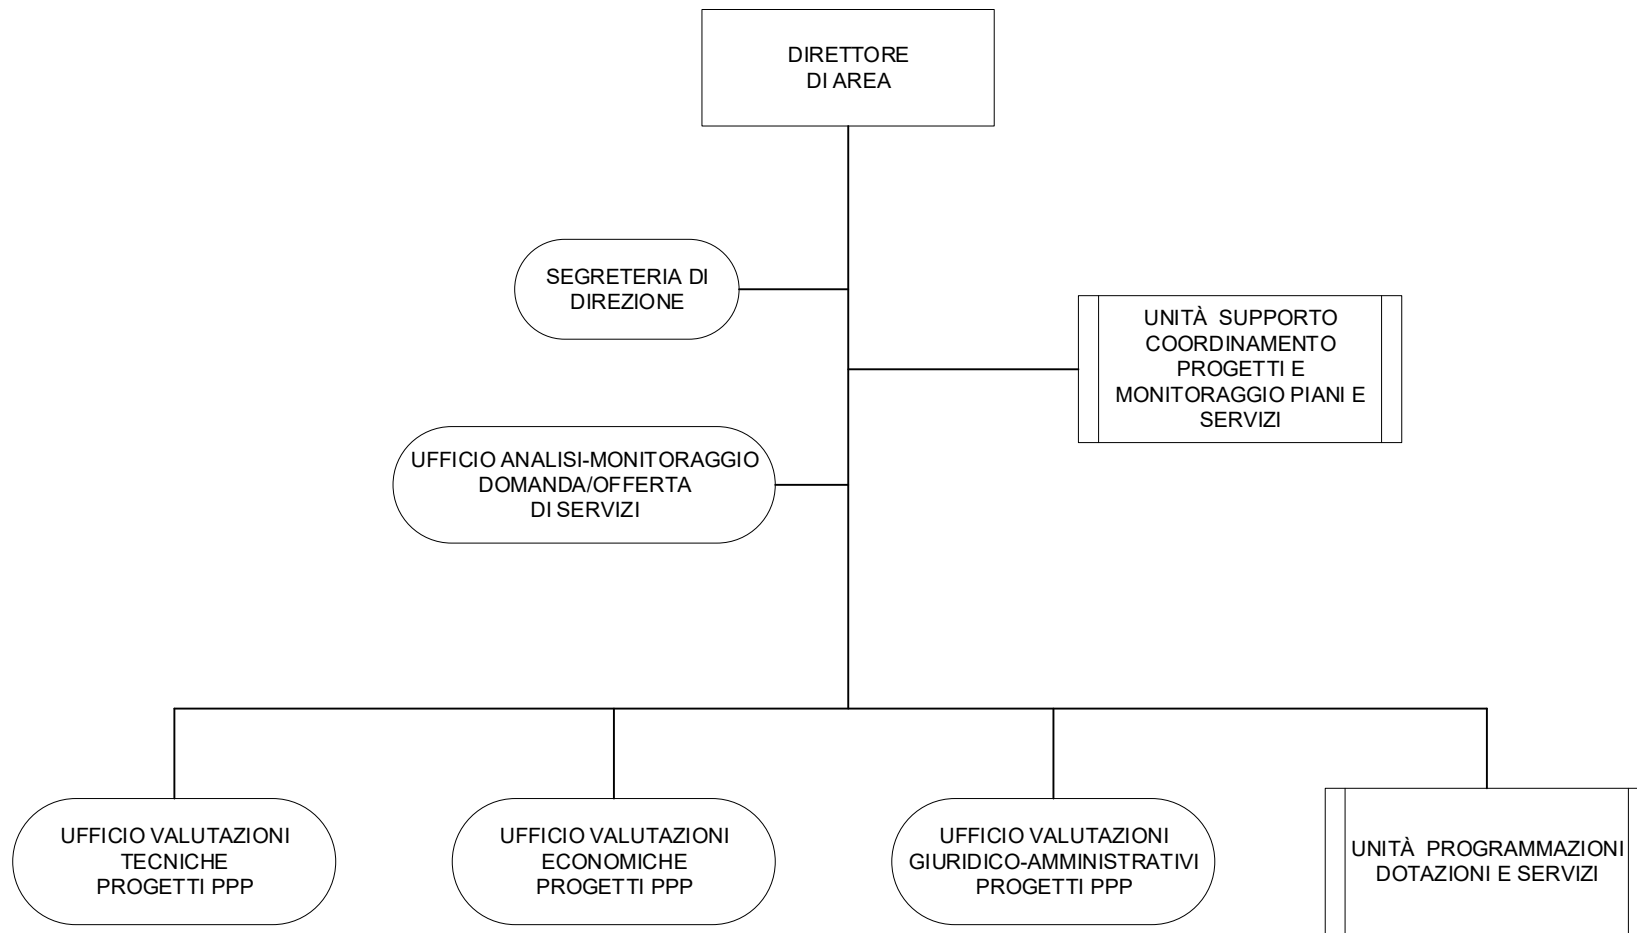 DIRETTORE
DI AREA
SEGRETERIA DI
DIREZIONE
UNITÀ SUPPORTO
COORDINAMENTO
PROGETTI E
MONITORAGGIO PIANI E
SERVIZI
UFFICIO ANALISI-MONITORAGGIO
DOMANDA/OFFERTA
DI SERVIZI
UFFICIO VALUTAZIONI
TECNICHE
PROGETTI PPP
UFFICIO VALUTAZIONI
ECONOMICHE
PROGETTI PPP
UFFICIO VALUTAZIONI
GIURIDICO-AMMINISTRATIVI
PROGETTI PPP
UNITÀ PROGRAMMAZIONI
DOTAZIONI E SERVIZI